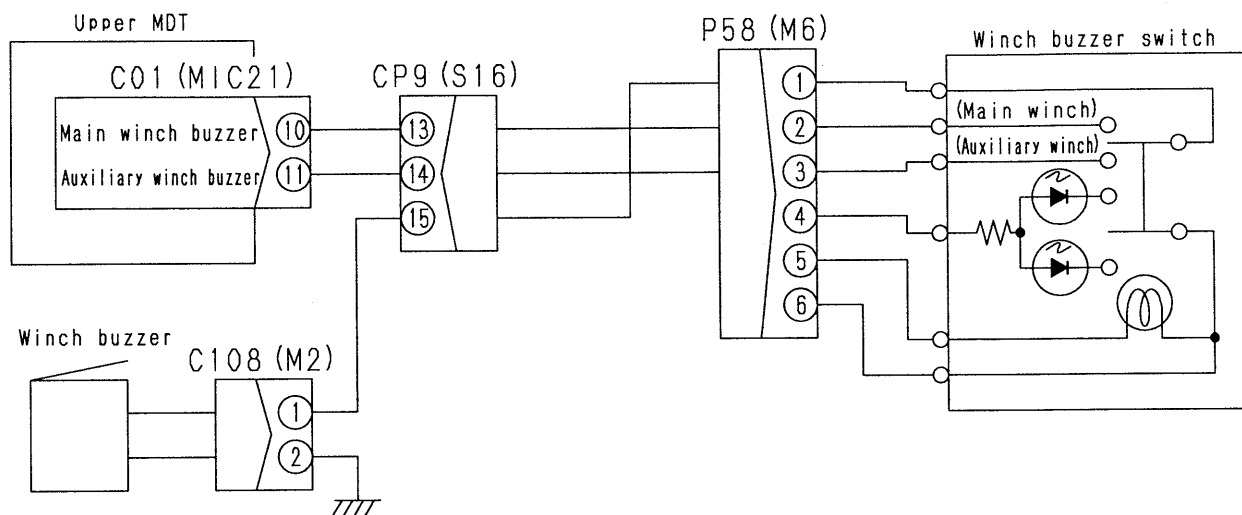 Upper MDT
C01 (MIC21)
Main winch buzzer 10
Auxiliary winch buzzer 11
CP9 (S16)
13
14
15
P58 (M6)
1
2
3
4
5
6
Winch buzzer switch
(Main winch)
(Auxiliary winch)
Winch buzzer
C108 (M2)
1
2